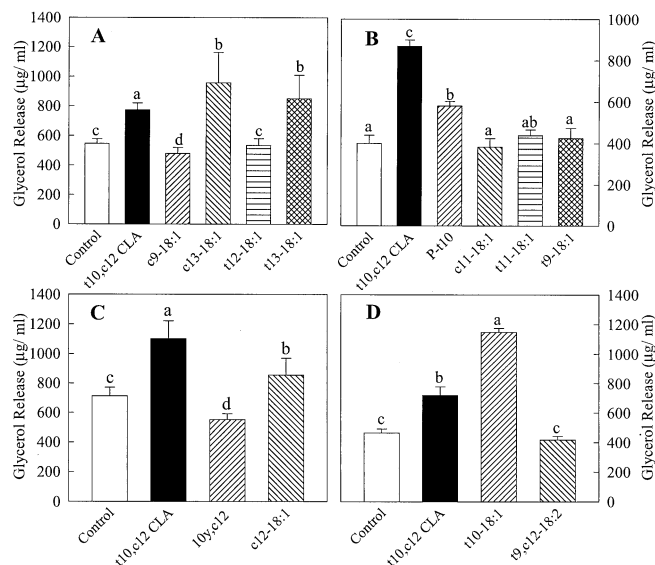 A
Glycerol Release (µg/ ml)
1400
1200
1000
800
600
400
200
0
c
a
d
b
c
b
Control
t10,c12 CLA
c9-18:1
c13-18:1
t12-18:1
t13-18:1
B
Glycerol Release (µg/ ml)
1000
800
600
400
200
0
a
c
b
a
ab
a
Control
t10,c12 CLA
P-t10
c11-18:1
t11-18:1
t9-18:1
C
Glycerol Release (µg/ ml)
1400
1200
1000
800
600
400
200
0
c
a
d
b
Control
t10,c12 CLA
10y,c12
c12-18:1
D
Glycerol Release (µg/ ml)
1400
1200
1000
800
600
400
200
0
c
b
a
c
Control
t10,c12 CLA
t10-18:1
t9,c12-18:2